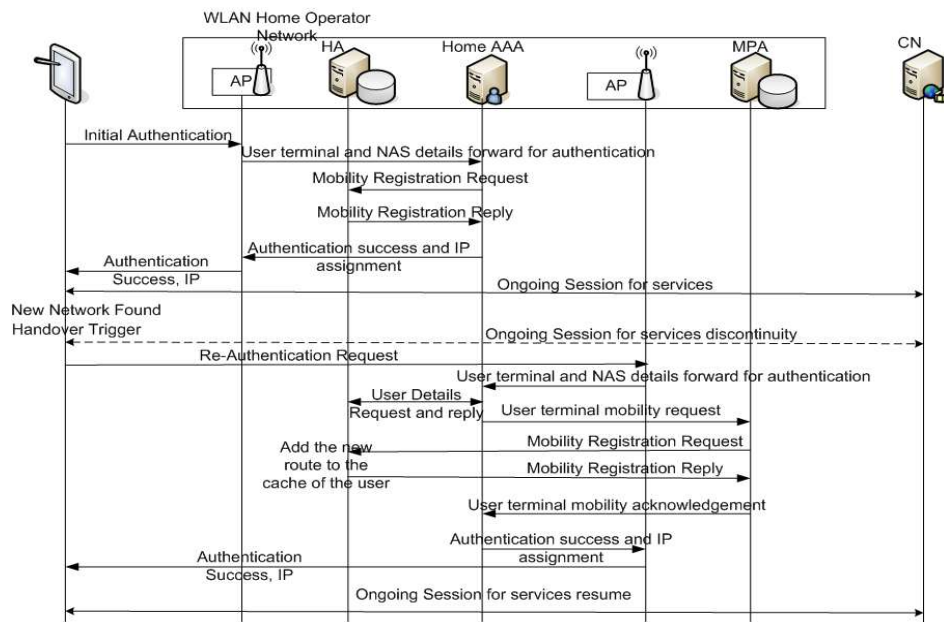 WLAN Home Operator
Network
HA
Home AAA
MPA
CN
AP
AP
Initial Authentication
User terminal and NAS details forward for authentication
Mobility Registration Request
Mobility Registration Reply
Authentication success and IP
assignment
Authentication
Success, IP
Ongoing Session for services
New Network Found
Handover Trigger
Ongoing Session for services discontinuity
Re-Authentication Request
User terminal and NAS details forward for authentication
User Details
Request and reply
User terminal mobility request
Mobility Registration Request
Add the new
route to the
cache of the user
Mobility Registration Reply
User terminal mobility acknowledgement
Authentication success and IP
assignment
Authentication
Success, IP
Ongoing Session for services resume